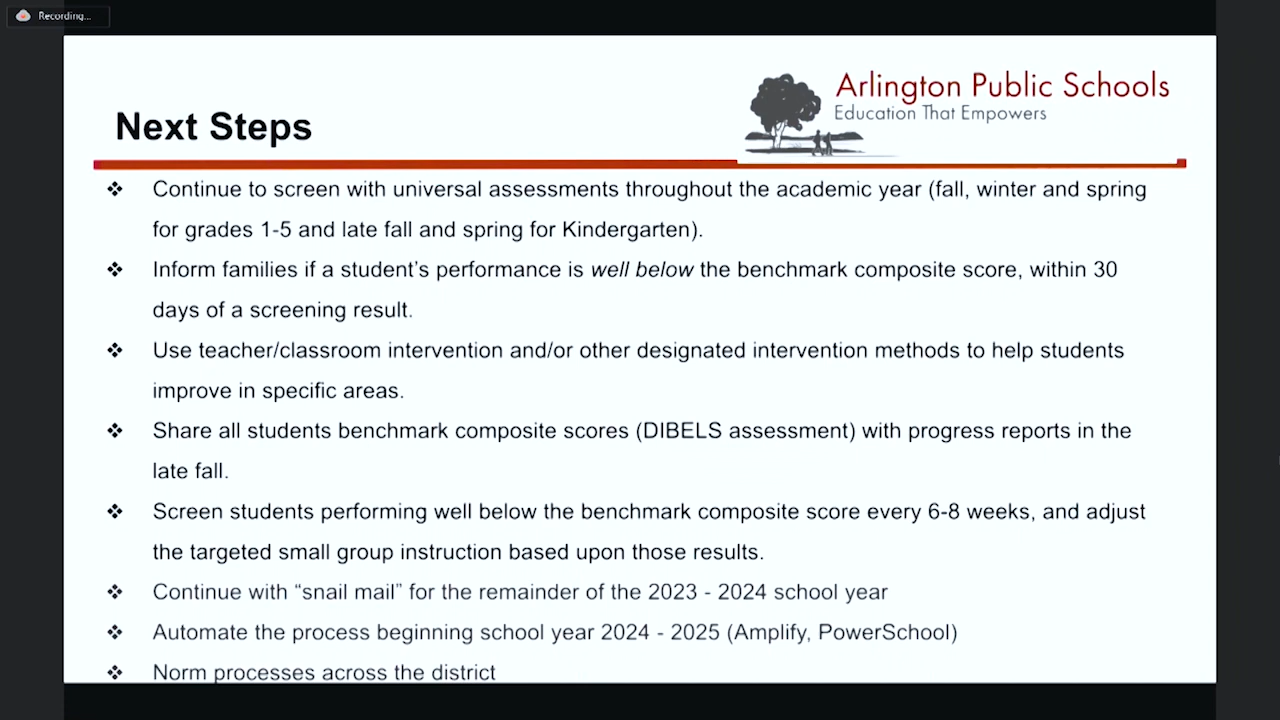 Recording...
Arlington Public Schools
Education That Empowers
Next Steps
❖ Continue to screen with universal assessments throughout the academic year (fall, winter and spring
for grades 1-5 and late fall and spring for Kindergarten).
❖ Inform families if a student’s performance is well below the benchmark composite score, within 30
days of a screening result.
❖ Use teacher/classroom intervention and/or other designated intervention methods to help students
improve in specific areas.
❖ Share all students benchmark composite scores (DIBELS assessment) with progress reports in the
late fall.
❖ Screen students performing well below the benchmark composite score every 6-8 weeks, and adjust
the targeted small group instruction based upon those results.
❖ Continue with “snail mail” for the remainder of the 2023 - 2024 school year
❖ Automate the process beginning school year 2024 - 2025 (Amplify, PowerSchool)
❖ Norm processes across the district